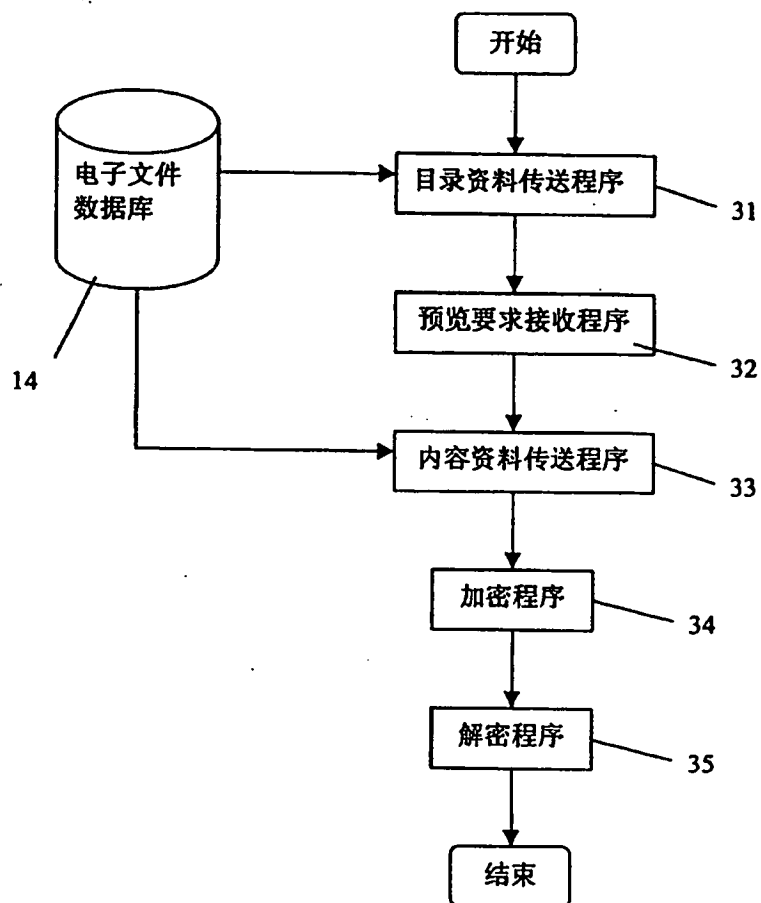 开始
电子文件
数据库
目录资料传送程序
31
预览要求接收程序
32
14
内容资料传送程序
33
加密程序
34
解密程序
35
结束